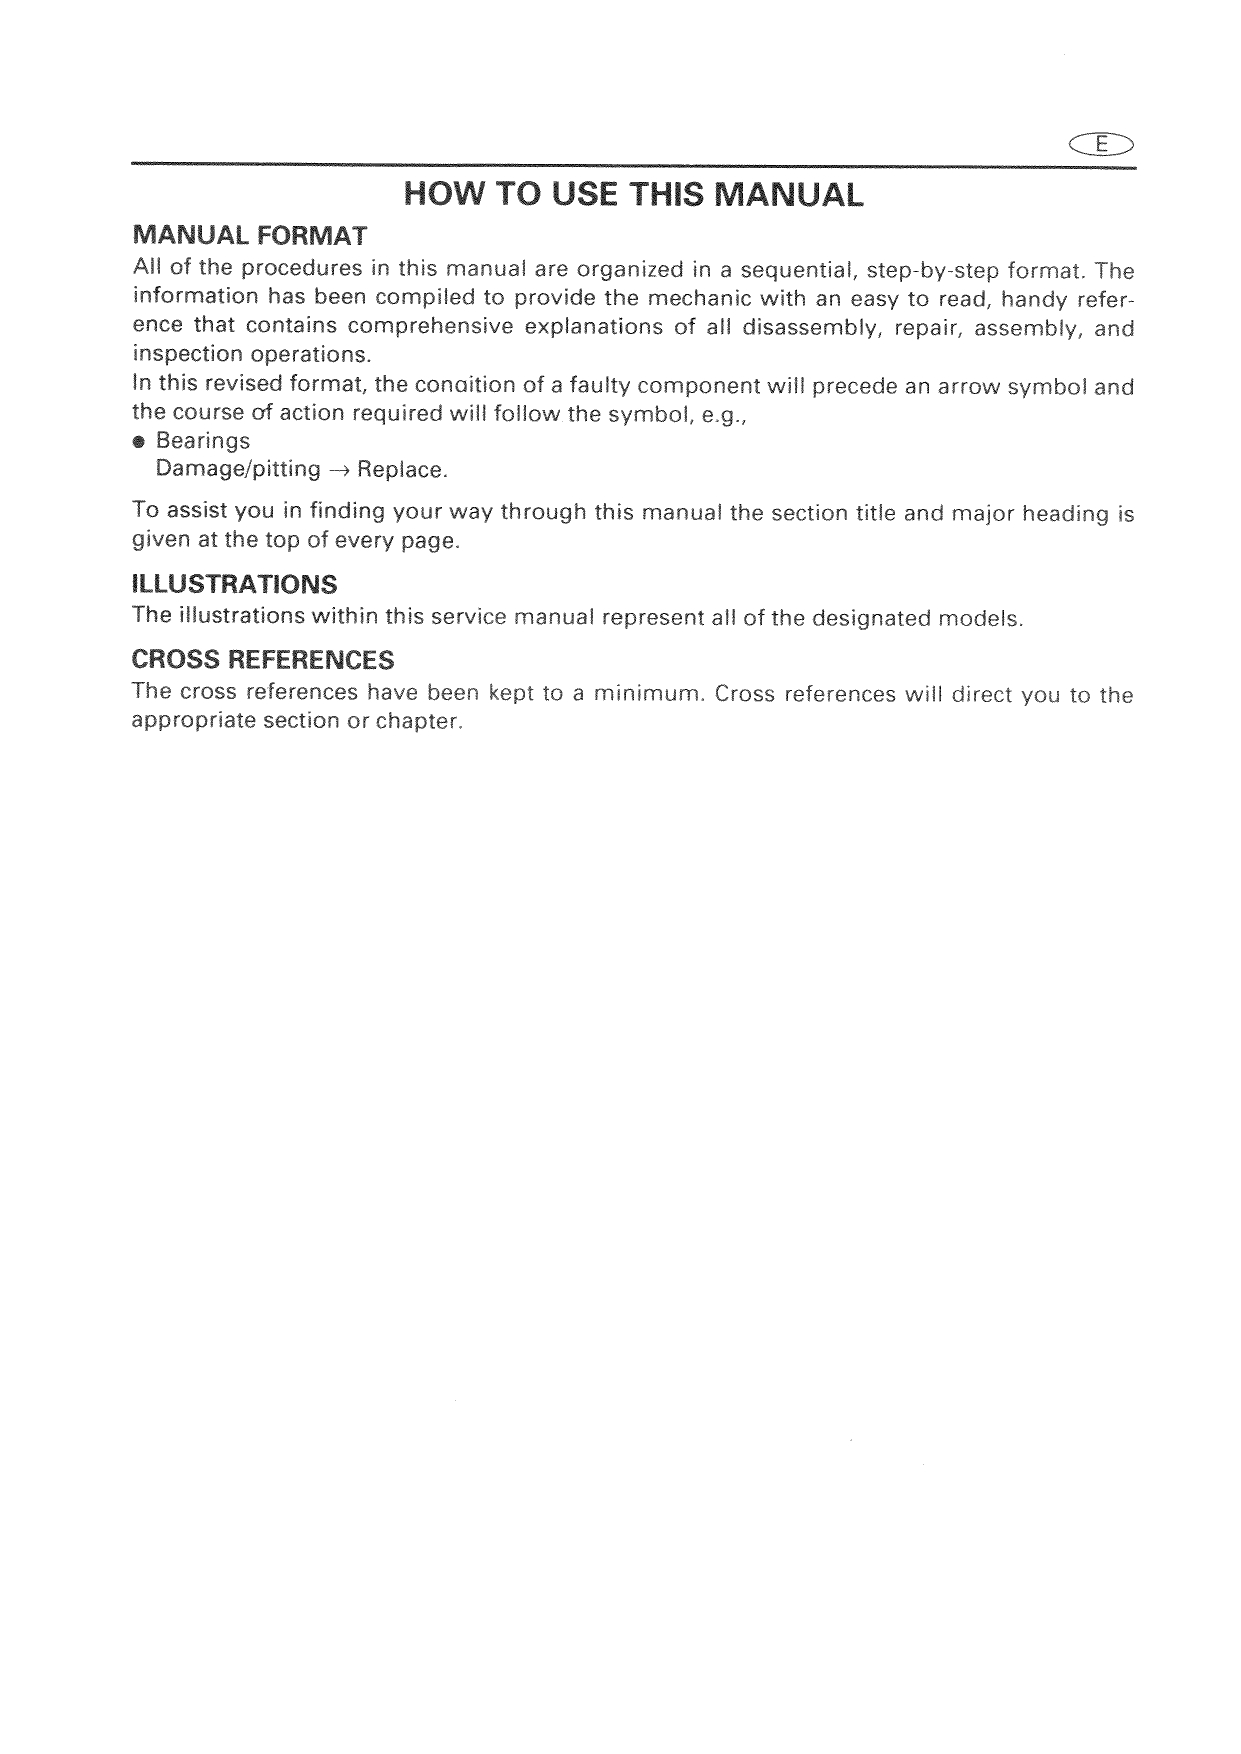 E
HOW TO USE THIS MANUAL
MANUAL FORMAT
All of the procedures in this manual are organized in a sequential, step-by-step format. The
information has been compiled to provide the mechanic with an easy to read, handy refer-
ence that contains comprehensive explanations of all disassembly, repair, assembly, and
inspection operations.
In this revised format, the condition of a faulty component will precede an arrow symbol and
the course of action required will follow the symbol, e.g.,
● Bearings
Damage/pitting → Replace.
To assist you in finding your way through this manual the section title and major heading is
given at the top of every page.
ILLUSTRATIONS
The illustrations within this service manual represent all of the designated models.
CROSS REFERENCES
The cross references have been kept to a minimum. Cross references will direct you to the
appropriate section or chapter.